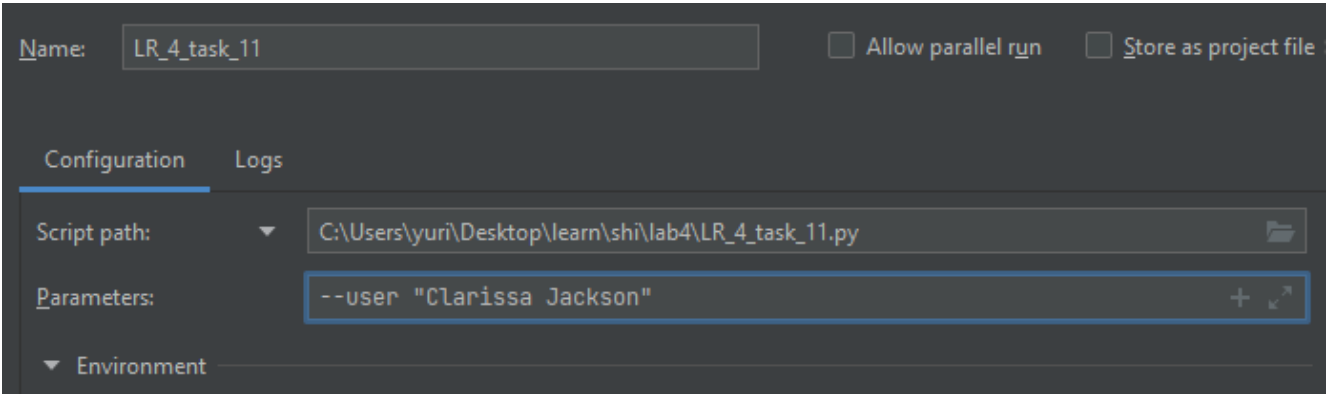 Name: LR_4_task_11 Allow parallel run Store as project file
Configuration Logs
Script path: C:\Users\yuri\Desktop\learn\shi\lab4\LR_4_task_11.py
Parameters: --user "Clarissa Jackson"
Environment